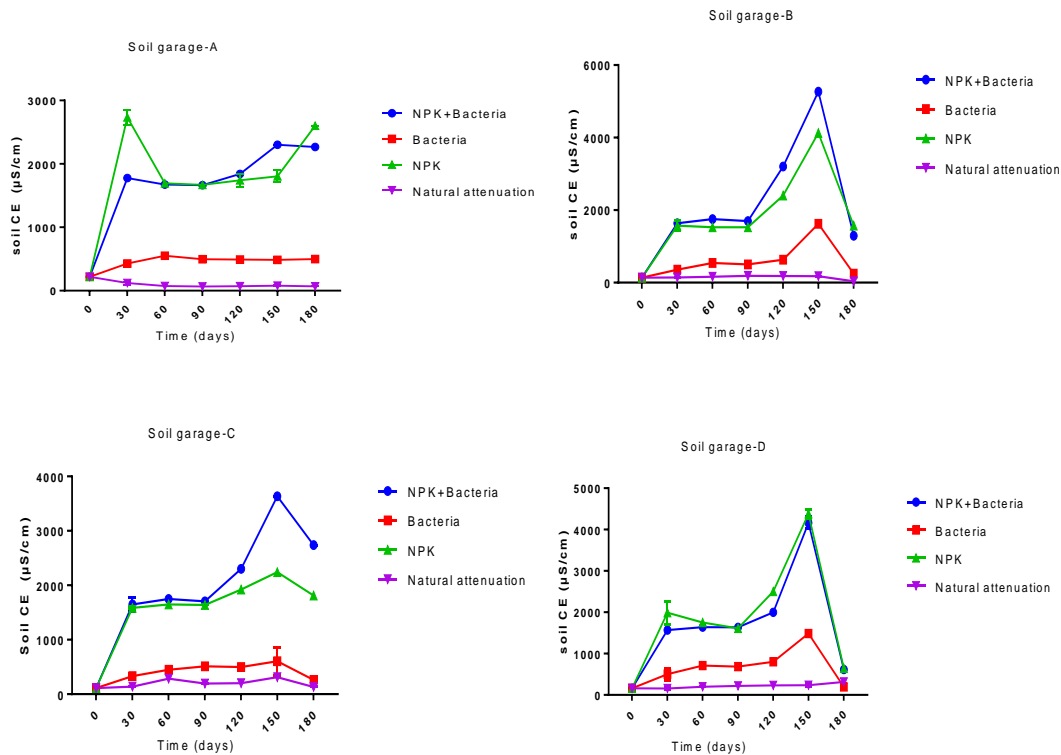 Soil garage-A
soil CE (µS/cm)
3000
2000
1000
0
0
30
60
90
120
150
180
Time (days)
NPK+Bacteria
Bacteria
NPK
Natural attenuation
Soil garage-B
soil CE (µS/cm)
6000
4000
2000
0
0
30
60
90
120
150
180
Time (days)
NPK+Bacteria
Bacteria
NPK
Natural attenuation
Soil garage-C
Soil CE (µS/cm)
4000
3000
2000
1000
0
0
30
60
90
120
150
180
Time (days)
NPK+Bacteria
Bacteria
NPK
Natural attenuation
Soil garage-D
soil CE (µS/cm)
5000
4000
3000
2000
1000
0
0
30
60
90
120
150
180
Time (days)
NPK+Bacteria
Bacteria
NPK
Natural attenuation